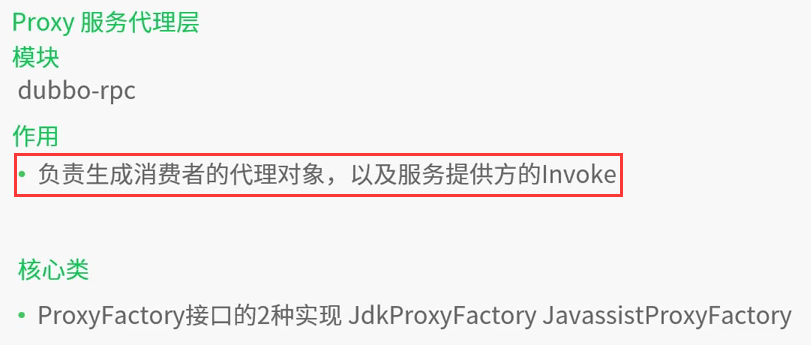 Proxy 服务代理层
模块
dubbo-rpc
作用
• 负责生成消费者的代理对象，以及服务提供方的Invoke
核心类
• ProxyFactory接口的2种实现 JdkProxyFactory JavassistProxyFactory